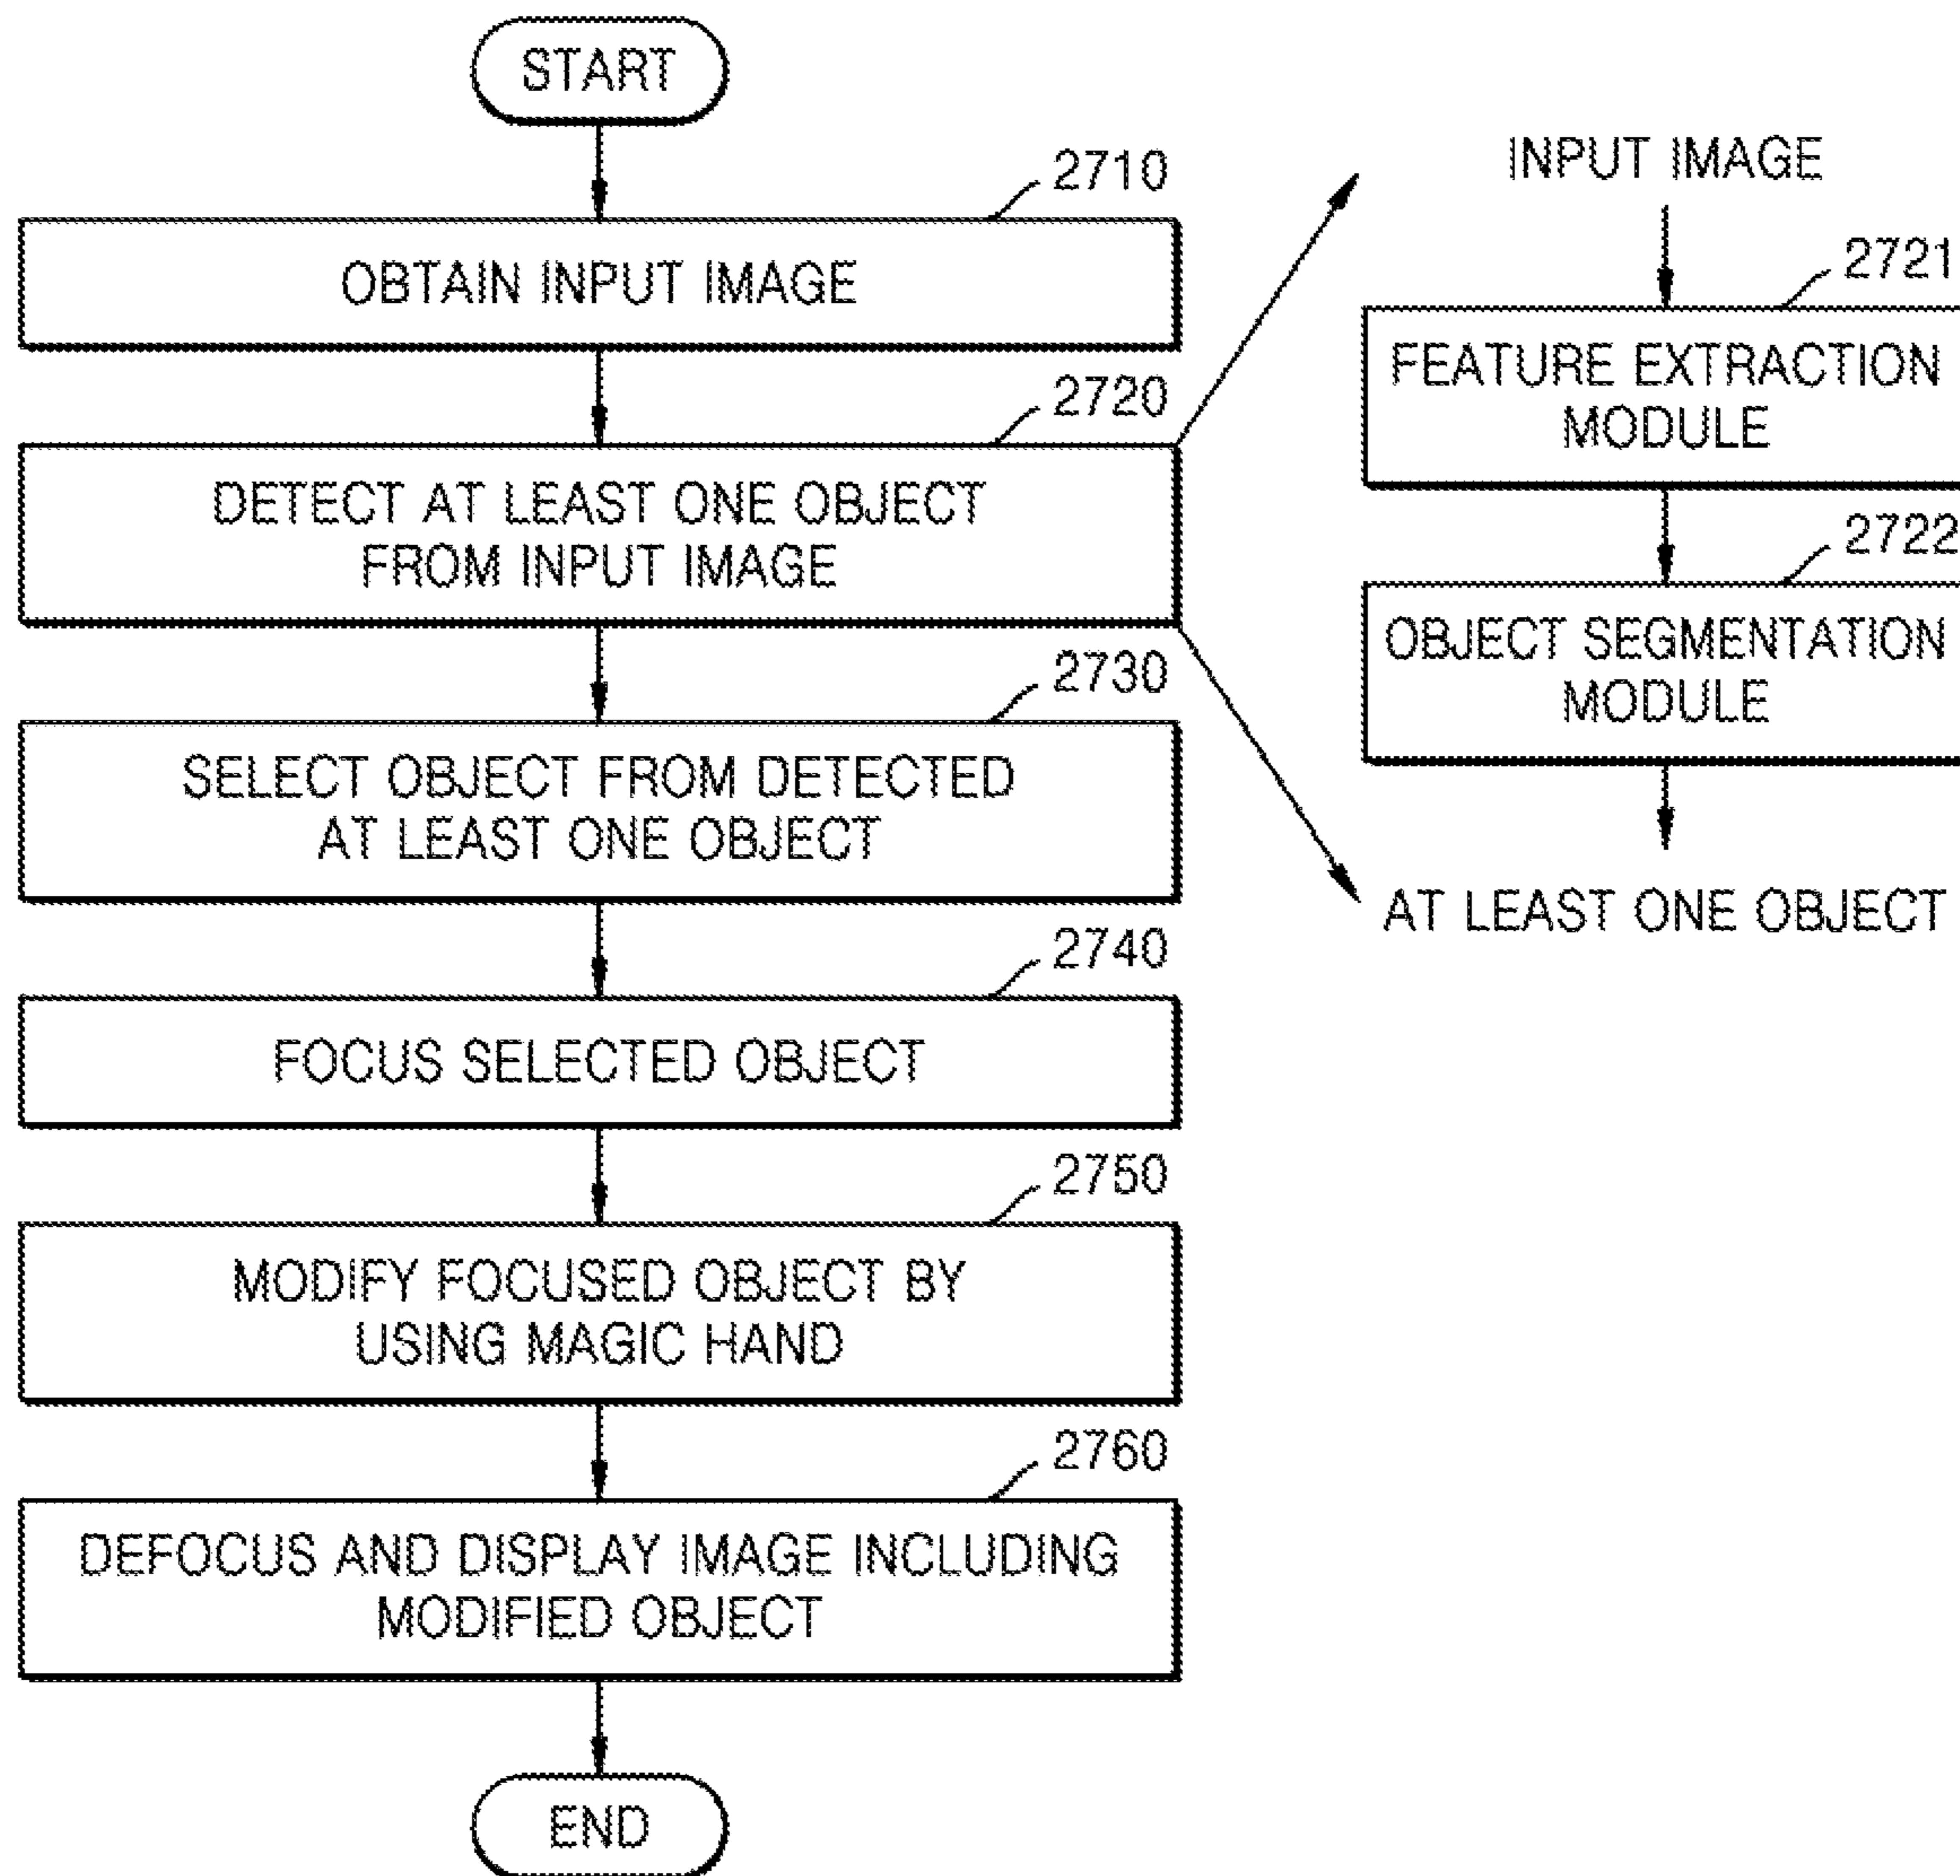 START
2710
OBTAIN INPUT IMAGE
2720
DETECT AT LEAST ONE OBJECT
FROM INPUT IMAGE
2730
SELECT OBJECT FROM DETECTED
AT LEAST ONE OBJECT
2740
FOCUS SELECTED OBJECT
2750
MODIFY FOCUSED OBJECT BY
USING MAGIC HAND
2760
DEFOCUS AND DISPLAY IMAGE INCLUDING
MODIFIED OBJECT
END
INPUT IMAGE
2721
FEATURE EXTRACTION
MODULE
2722
OBJECT SEGMENTATION
MODULE
AT LEAST ONE OBJECT